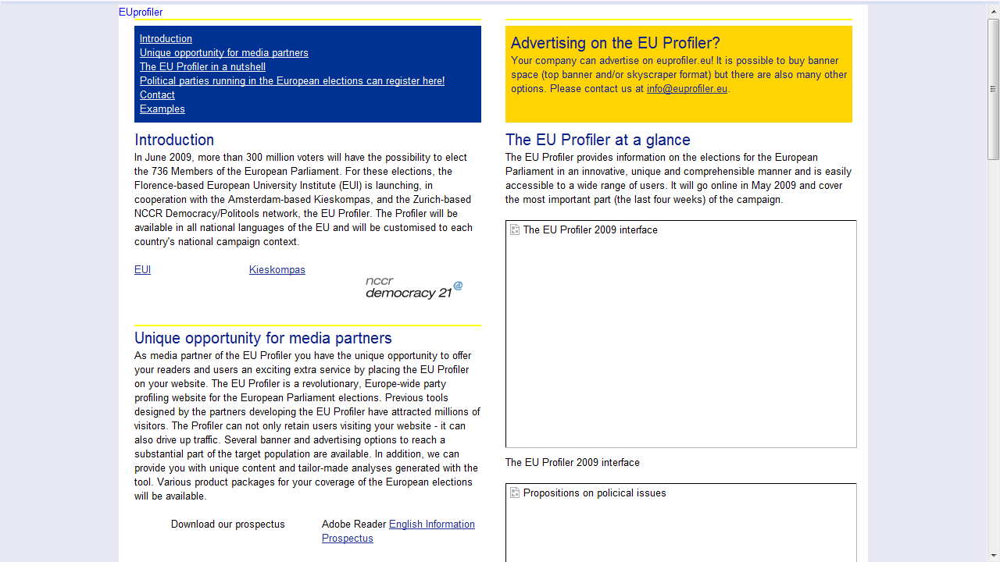 EUprofiler
Introduction
Unique opportunity for media partners
The EU Profiler in a nutshell
Political parties running in the European elections can register here!
Contact
Examples
Introduction
In June 2009, more than 300 million voters will have the possibility to elect
the 736 Members of the European Parliament. For these elections, the
Florence-based European University Institute (EUI) is launching, in
cooperation with the Amsterdam-based Kieskompas, and the Zurich-based
NCCR Democracy/Politools network, the EU Profiler. The Profiler will be
available in all national languages of the EU and will be customised to each
country's national campaign context.
EUI
Kieskompas
nccr
democracy 21@
Unique opportunity for media partners
As media partner of the EU Profiler you have the unique opportunity to offer
your readers and users an exciting extra service by placing the EU Profiler
on your website. The EU Profiler is a revolutionary, Europe-wide party
profiling website for the European Parliament elections. Previous tools
designed by the partners developing the EU Profiler have attracted millions of
visitors. The Profiler can not only retain users visiting your website - it can
also drive up traffic. Several banner and advertising options to reach a
substantial part of the target population are available. In addition, we can
provide you with unique content and tailor-made analyses generated with the
tool. Various product packages for your coverage of the European elections
will be available.
Download our prospectus
Adobe Reader English Information
Prospectus
Advertising on the EU Profiler?
Your company can advertise on euprofiler.eu! It is possible to buy banner
space (top banner and/or skyscraper format) but there are also many other
options. Please contact us at info@euprofiler.eu.
The EU Profiler at a glance
The EU Profiler provides information on the elections for the European
Parliament in an innovative, unique and comprehensible manner and is easily
accessible to a wide range of users. It will go online in May 2009 and cover
the most important part (the last four weeks) of the campaign.
The EU Profiler 2009 interface
The EU Profiler 2009 interface
Propositions on policical issues